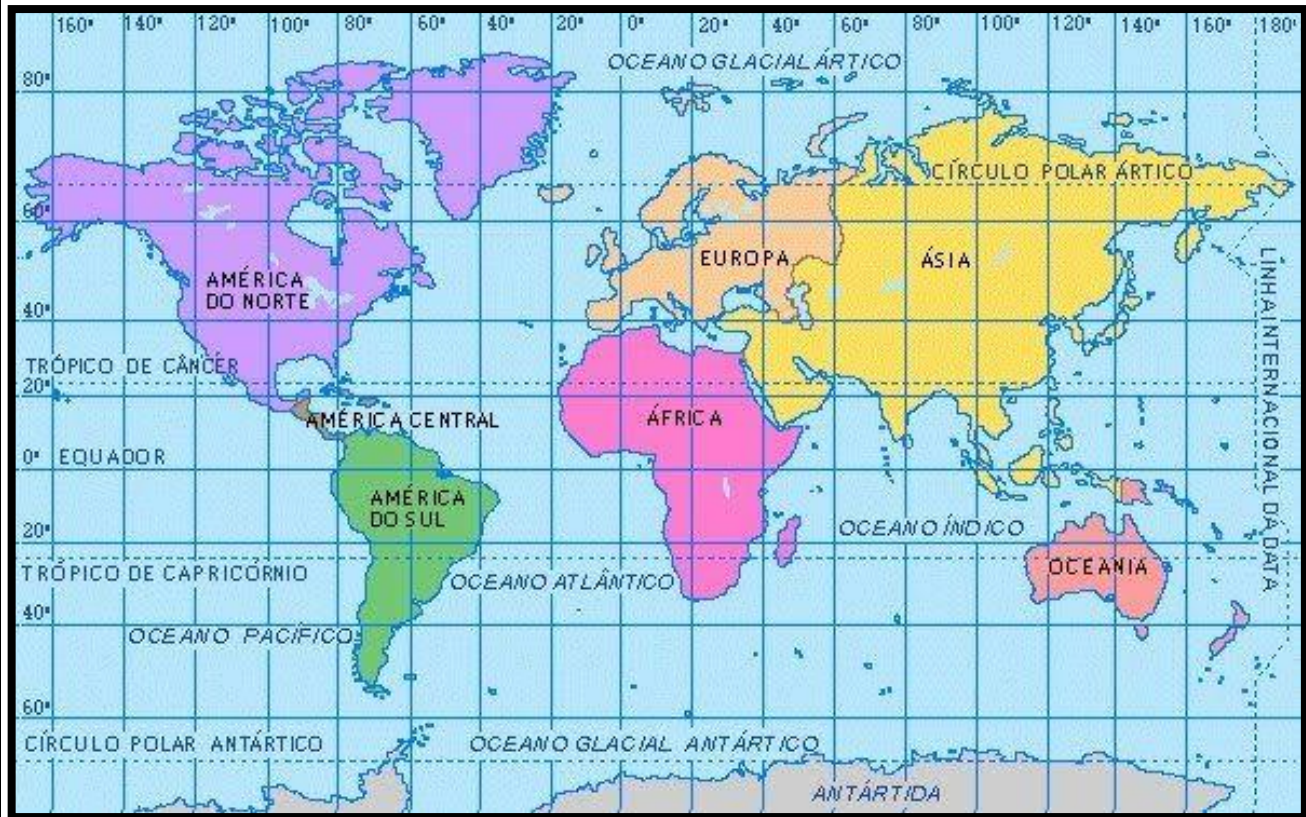 160° 140° 120° 100° 80° 60° 40° 20° 0° 20° 40° 60° 80° 100° 120° 140° 160° 180°
OCEANO GLACIAL ÁRTICO
80°
CÍRCULO POLAR ÁRTICO
60°
EUROPA
ÁSIA
AMÉRICA
DO NORTE
LINHA INTERNACIONAL DA DATA
40°
TRÓPICO DE CÂNCER
20°
AMÉRICA CENTRAL
ÁFRICA
0° EQUADOR
AMÉRICA
DO SUL
OCEANO ÍNDICO
20°
TRÓPICO DE CAPRICÓRNIO
OCEANO ATLÂNTICO
OCEANIA
40°
OCEANO PACÍFICO
60°
CÍRCULO POLAR ANTÁRTICO
OCEANO GLACIAL ANTÁRTICO
ANTÁRTIDA